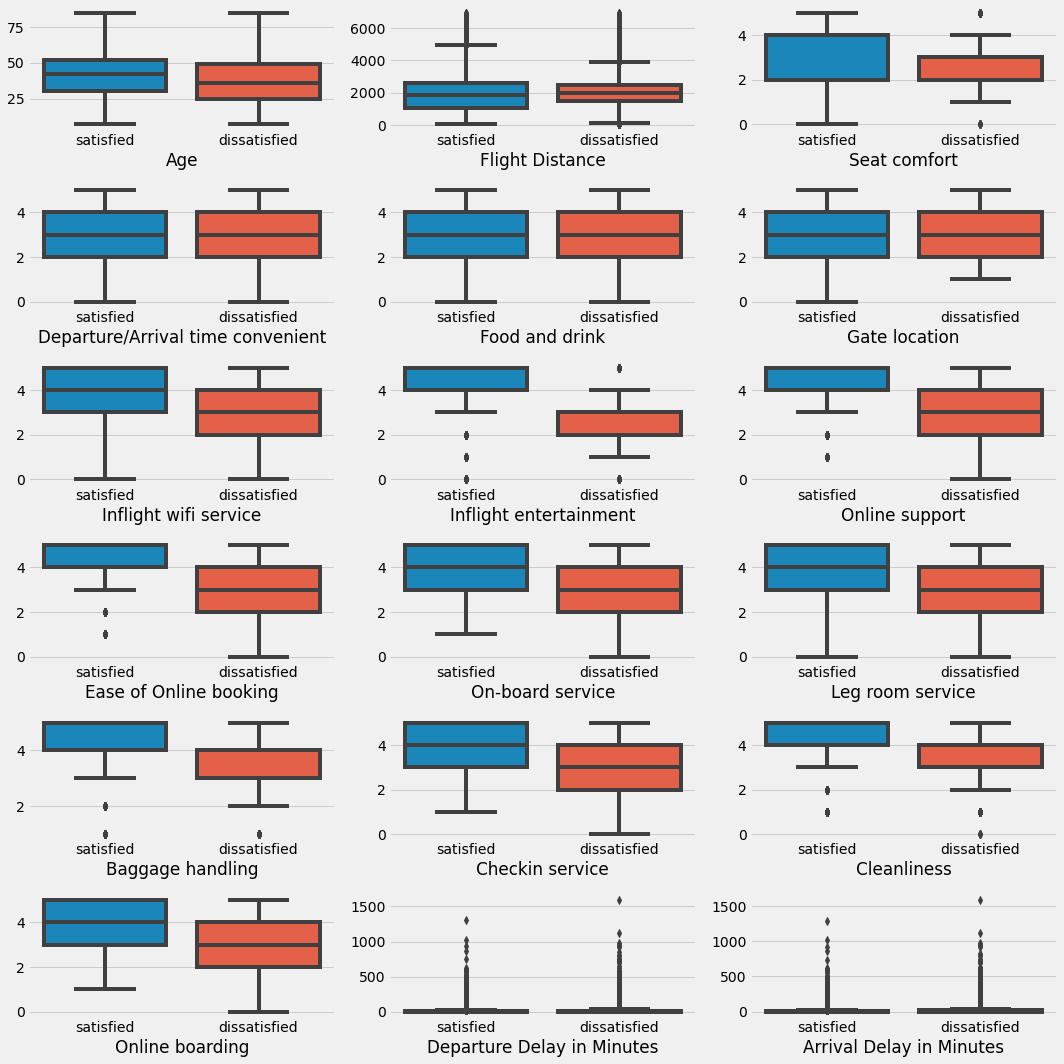 75
50
25
satisfied dissatisfied
Age
6000
4000
2000
0
satisfied dissatisfied
Flight Distance
4
2
0
satisfied dissatisfied
Seat comfort
4
2
0
satisfied dissatisfied
Departure/Arrival time convenient
satisfied dissatisfied
Food and drink
4
2
0
satisfied dissatisfied
Gate location
4
2
0
satisfied dissatisfied
Inflight wifi service
4
2
0
satisfied dissatisfied
Inflight entertainment
4
2
0
satisfied dissatisfied
Online support
4
2
0
satisfied dissatisfied
Ease of Online booking
4
2
0
satisfied dissatisfied
On-board service
4
2
0
satisfied dissatisfied
Leg room service
4
2
satisfied dissatisfied
Baggage handling
4
2
0
satisfied dissatisfied
Checkin service
4
2
0
satisfied dissatisfied
Cleanliness
4
2
0
satisfied dissatisfied
Online boarding
1500
1000
500
0
satisfied dissatisfied
Departure Delay in Minutes
1500
1000
500
0
satisfied dissatisfied
Arrival Delay in Minutes